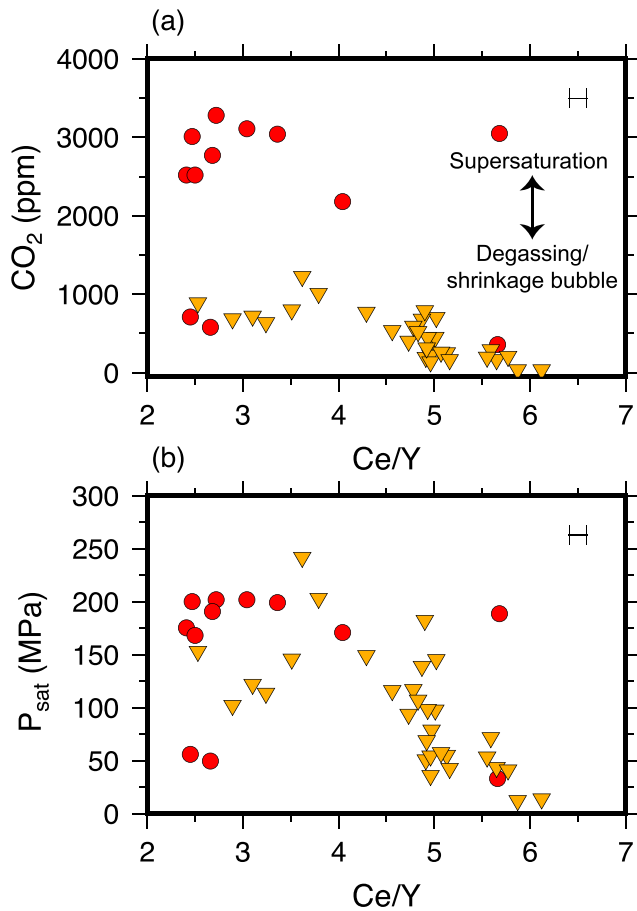 (a)
4000
3000
2000
1000
0
CO2 (ppm)
Supersaturation
Degassing/
shrinkage bubble
2 3 4 5 6 7
Ce/Y
(b)
300
250
200
150
100
50
0
Psat (MPa)
2 3 4 5 6 7
Ce/Y